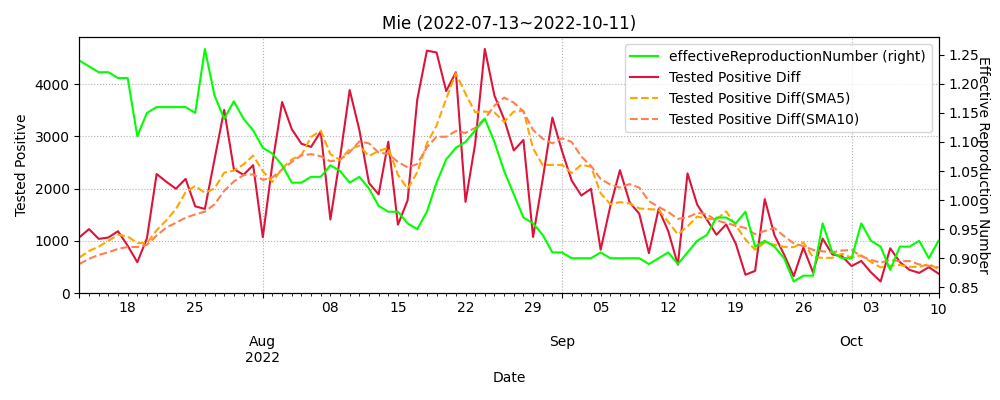 Mie (2022-07-13~2022-10-11)
effectiveReproductionNumber (right)
Tested Positive Diff
Tested Positive Diff(SMA5)
Tested Positive Diff(SMA10)
Tested Positive
4000
3000
2000
1000
0
Effective Reproduction Number
1.25
1.20
1.15
1.10
1.05
1.00
0.95
0.90
0.85
18 25 08 15 22 29 05 12 19 26 03 10
Aug Sep Oct
2022
Date